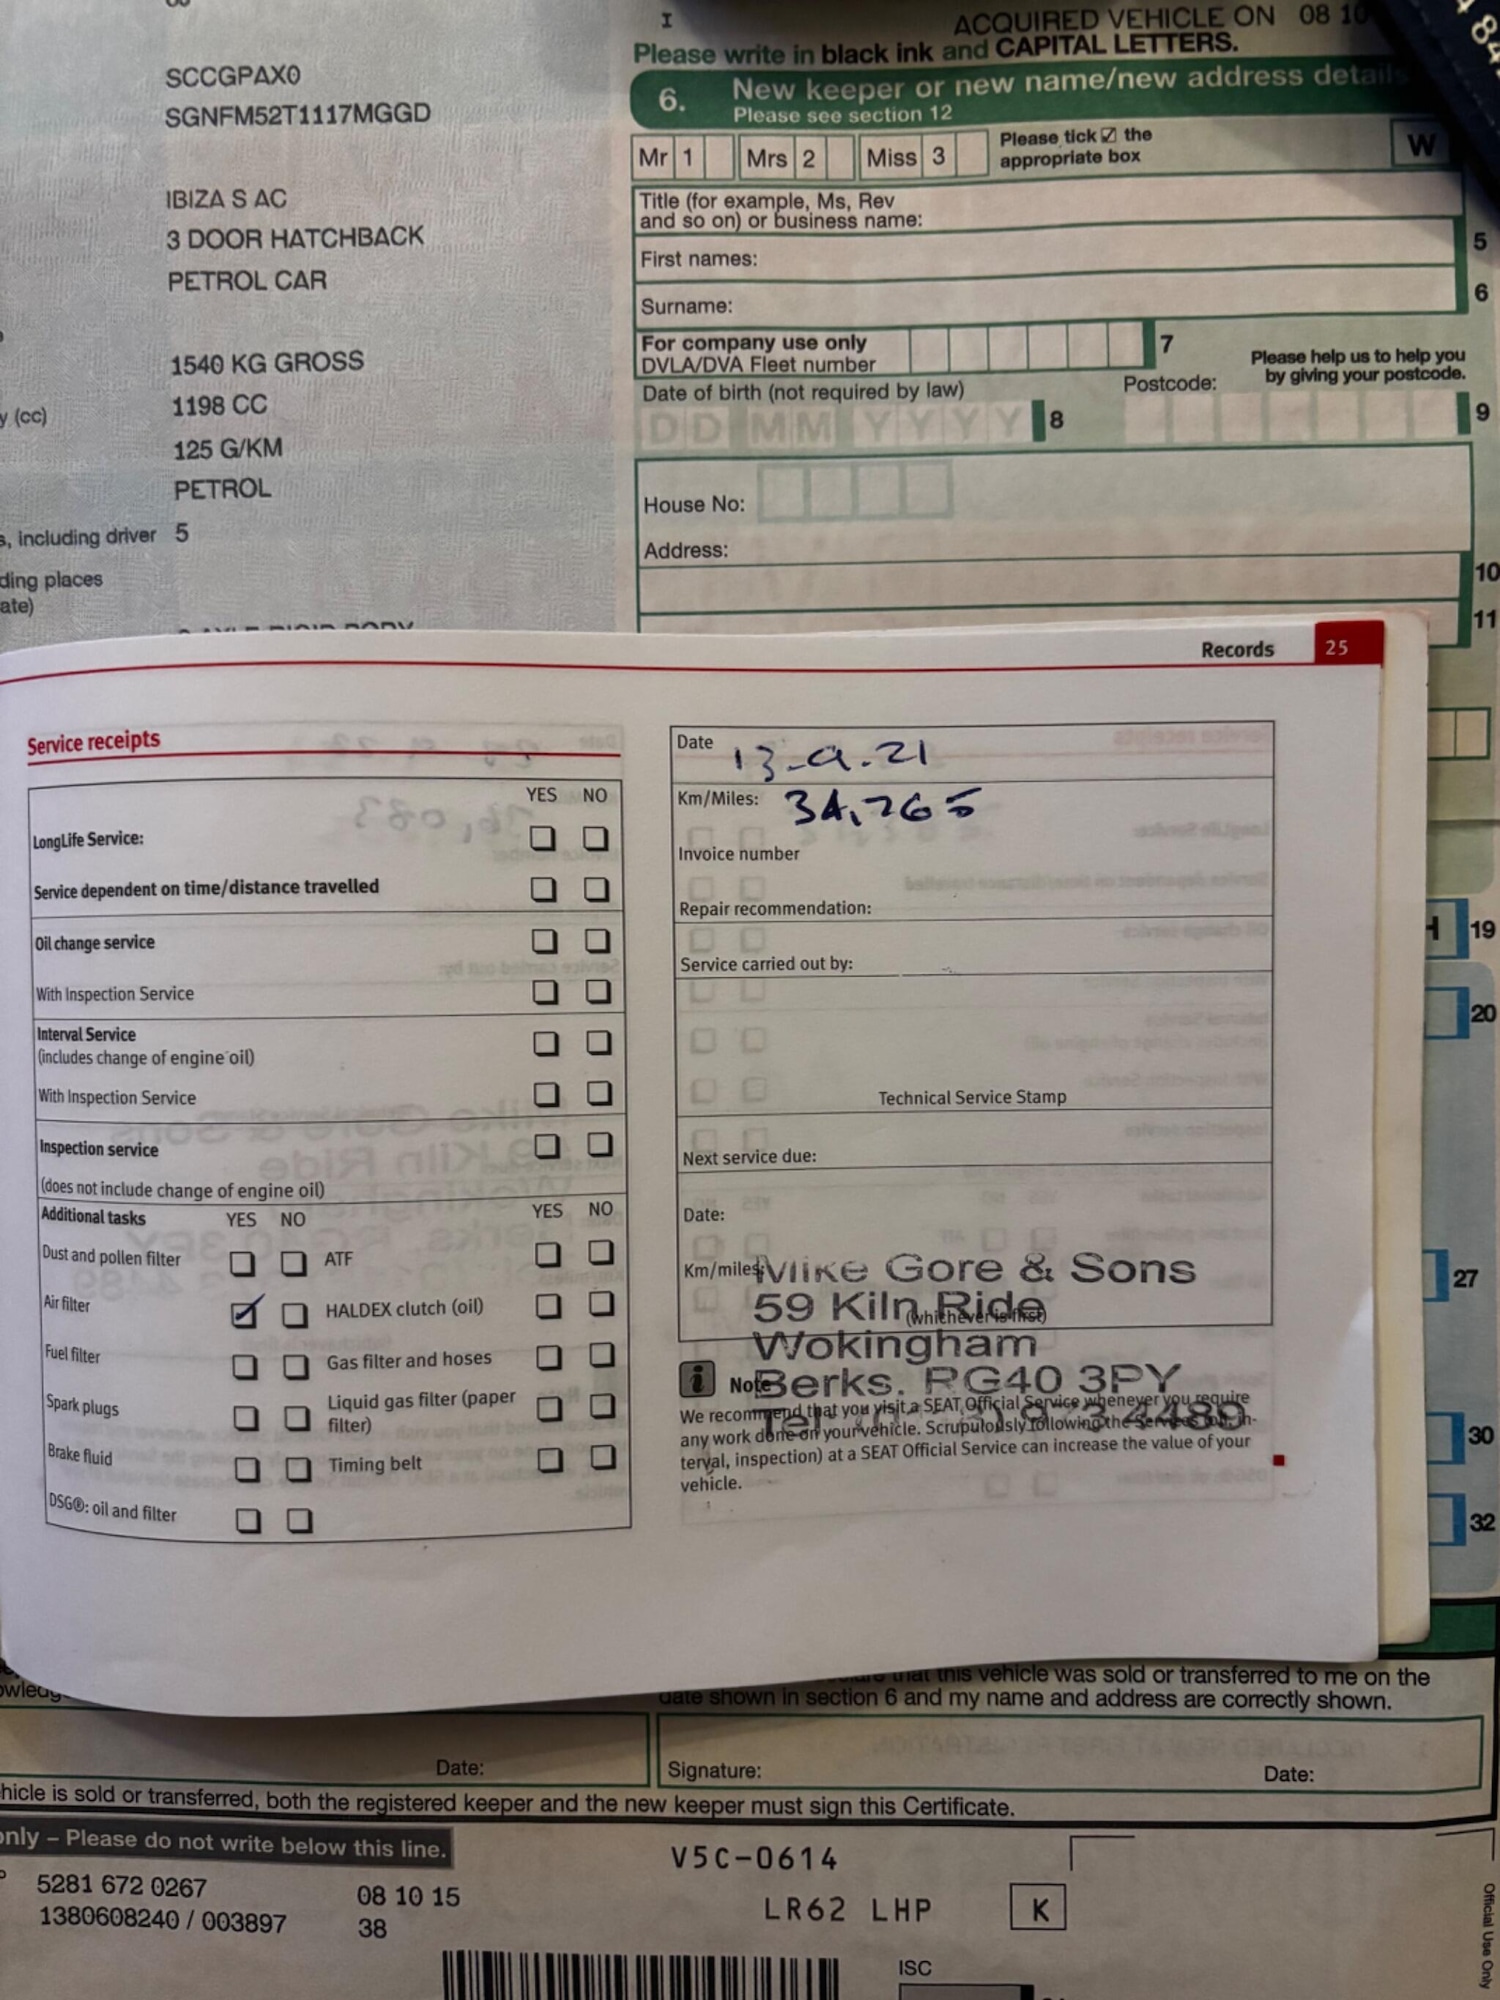 I ACQUIRED VEHICLE ON 08 10
Please write in black ink and CAPITAL LETTERS.
6. New keeper or new name/new address details
Please see section 12
Mr 1 Mrs 2 Miss 3 Please tick ☑ the appropriate box W
Title (for example, Ms, Rev
and so on) or business name:
5
First names:
6
Surname:
For company use only
DVLA/DVA Fleet number 7
Please help us to help you
by giving your postcode.
Date of birth (not required by law) Postcode:
DD MM YYYY 8 9
House No:
Address:
10
11
SCCGPAX0
SGNFM52T1117MGGD
IBIZA S AC
3 DOOR HATCHBACK
PETROL CAR
1540 KG GROSS
y (cc) 1198 CC
125 G/KM
PETROL
s, including driver 5
ding places
ate)
Records 25
Service receipts
YES NO
LongLife Service:
Service dependent on time/distance travelled
Oil change service
With Inspection Service
Interval Service
(includes change of engine oil)
With Inspection Service
Inspection service
(does not include change of engine oil)
Additional tasks YES NO YES NO
Dust and pollen filter ATF
Air filter HALDEX clutch (oil)
Fuel filter Gas filter and hoses
Spark plugs Liquid gas filter (paper
filter)
Brake fluid Timing belt
DSG®: oil and filter
Date 13-9.21
Km/Miles: 34,765
Invoice number
Repair recommendation:
Service carried out by:
Technical Service Stamp
Next service due:
Date:
Km/miles:
(whichever is first)
Mike Gore & Sons
59 Kiln Ride
Wokingham
Berks. RG40 3PY
Note
We recommend that you visit a SEAT Official Service whenever you require
any work done on your vehicle. Scrupulously following the Services
terval, inspection) at a SEAT Official Service can increase the value of your
vehicle.
H 19
20
27
30
32
that this vehicle was sold or transferred to me on the
date shown in section 6 and my name and address are correctly shown.
Date: Signature: Date:
hicle is sold or transferred, both the registered keeper and the new keeper must sign this Certificate.
only – Please do not write below this line.
V5C-0614
5281 672 0267 08 10 15
1380608240 / 003897 38
LR62 LHP K
ISC
Official Use Only